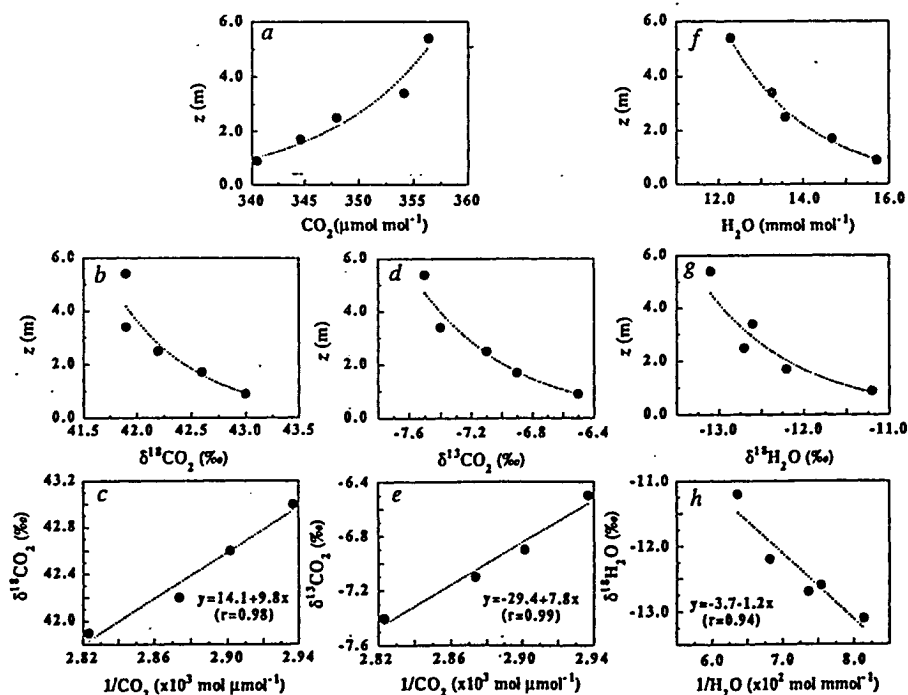 a
z (m)
6.0
4.0
2.0
0.0
340 345 350 355 360
CO₂(μmol mol⁻¹)
f
z (m)
6.0
4.0
2.0
0.0
12.0 14.0 16.0
H₂O (mmol mol⁻¹)
b
z (m)
6.0
4.0
2.0
0.0
41.5 42.0 42.5 43.0 43.5
δ¹⁸CO₂ (‰)
d
z (m)
6.0
4.0
2.0
0.0
-7.6 -7.2 -6.8 -6.4
δ¹³CO₂ (‰)
g
z (m)
6.0
4.0
2.0
0.0
-13.0 -12.0 -11.0
δ¹⁸H₂O (‰)
c
δ¹⁸CO₂ (‰)
43.2
42.6
42.0
y=14.1+9.8x
(r=0.98)
2.82 2.86 2.90 2.94
1/CO₂ (x10³ mol μmol⁻¹)
e
δ¹³CO₂ (‰)
-6.4
-6.8
-7.2
-7.6
y=-29.4+7.8x
(r=0.99)
2.82 2.86 2.90 2.94
1/CO₂ (x10³ mol μmol⁻¹)
h
δ¹⁸H₂O (‰)
-11.0
-12.0
-13.0
y=-3.7-1.2x
(r=0.94)
6.0 7.0 8.0
1/H₂O (x10² mol mmol⁻¹)